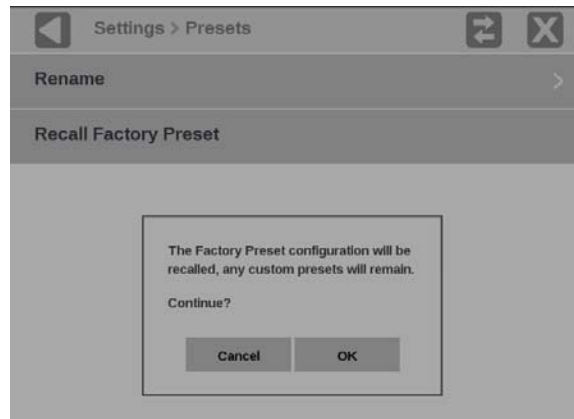 Settings > Presets
Rename >
Recall Factory Preset
The Factory Preset configuration will be
recalled, any custom presets will remain.
Continue?
Cancel OK